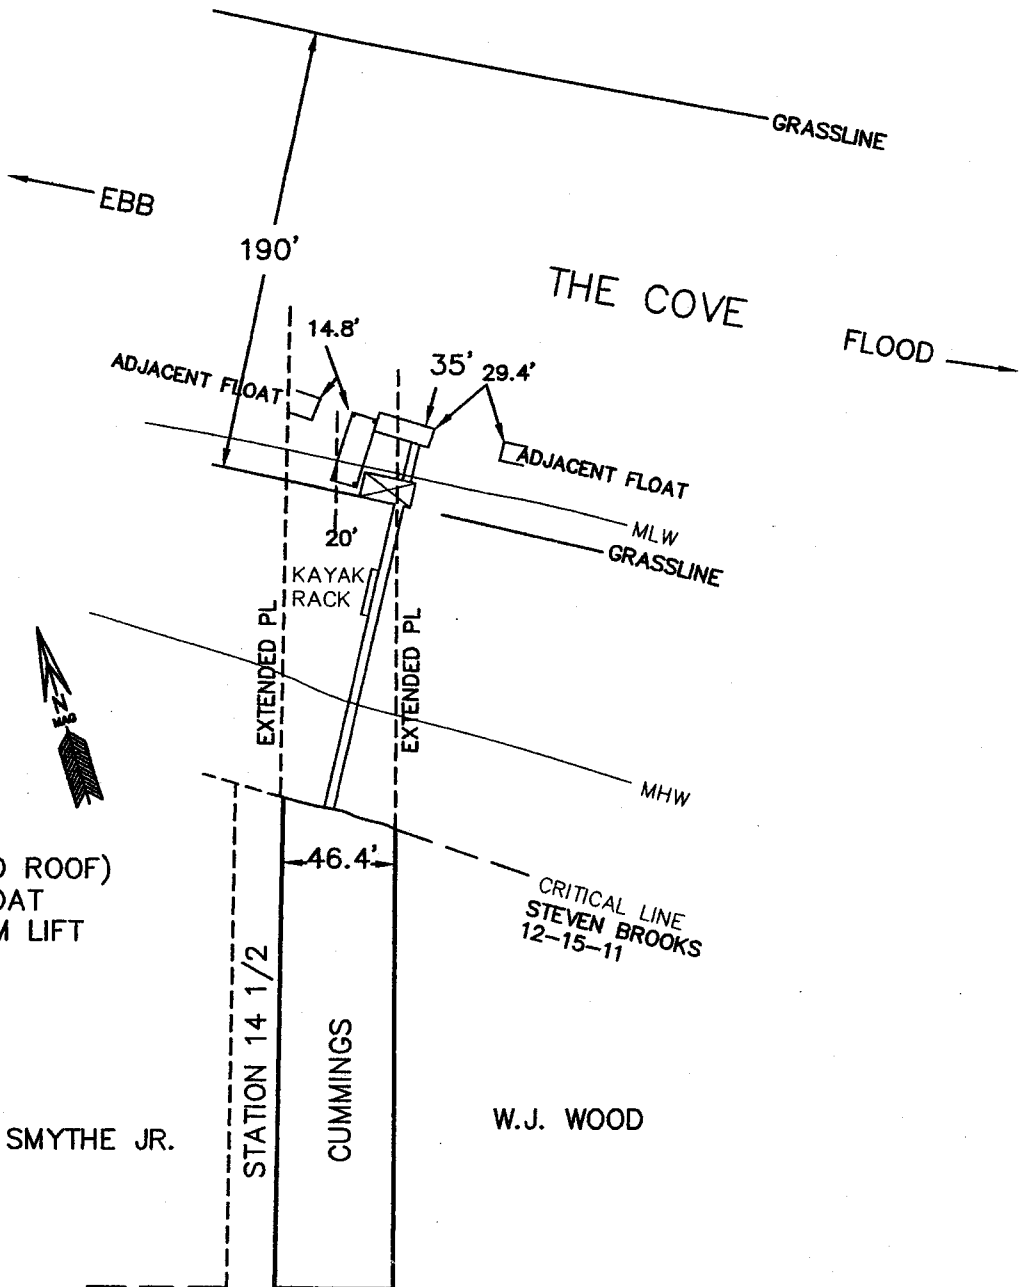 GRASSLINE
EBB
190'
THE COVE
FLOOD
14.8'
ADJACENT FLOAT
35'
29.4'
ADJACENT FLOAT
MLW
GRASSLINE
20'
KAYAK
RACK
EXTENDED PL
EXTENDED PL
N
MAG
MHW
ROOF)
46.4'
CRITICAL LINE
STEVEN BROOKS
12-15-11
LIFT
STATION 14 1/2
CUMMINGS
W.J. WOOD
SMYTHE JR.